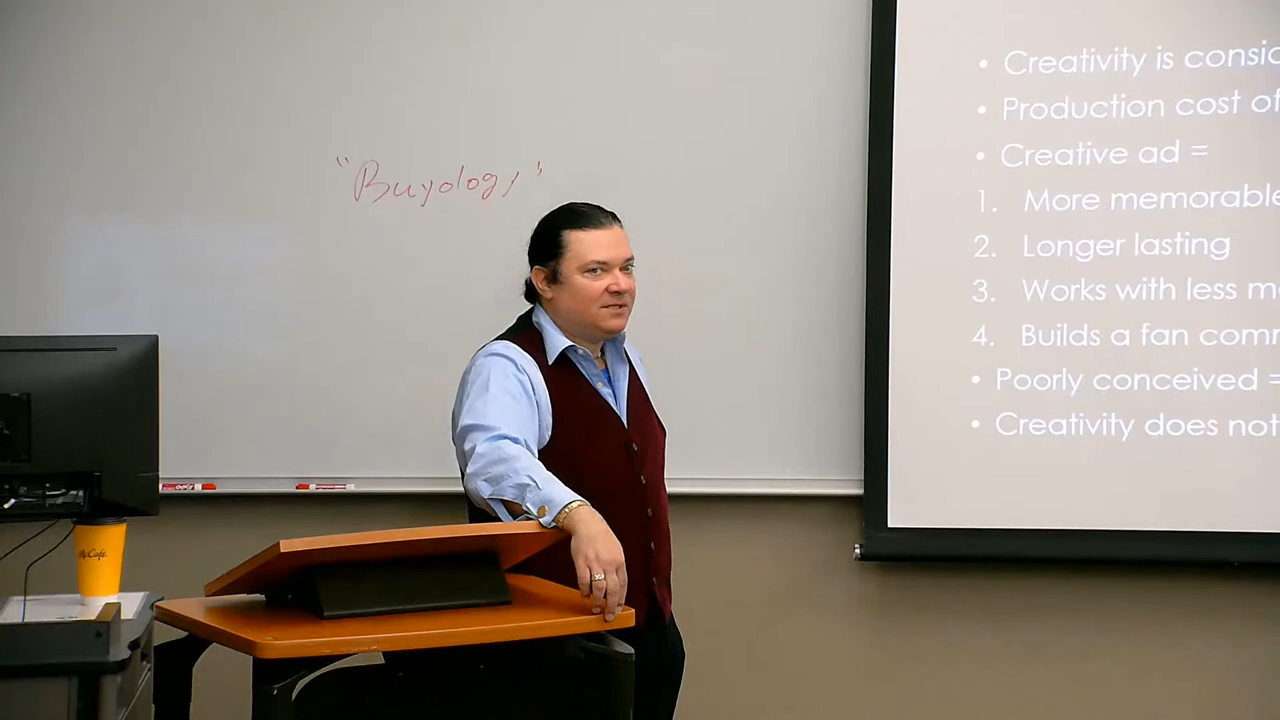 "Buyology"
• Creativity is consid
• Production cost of
• Creative ad =
1. More memorable
2. Longer lasting
3. Works with less m
4. Builds a fan comm
• Poorly conceived =
• Creativity does not
McCafé